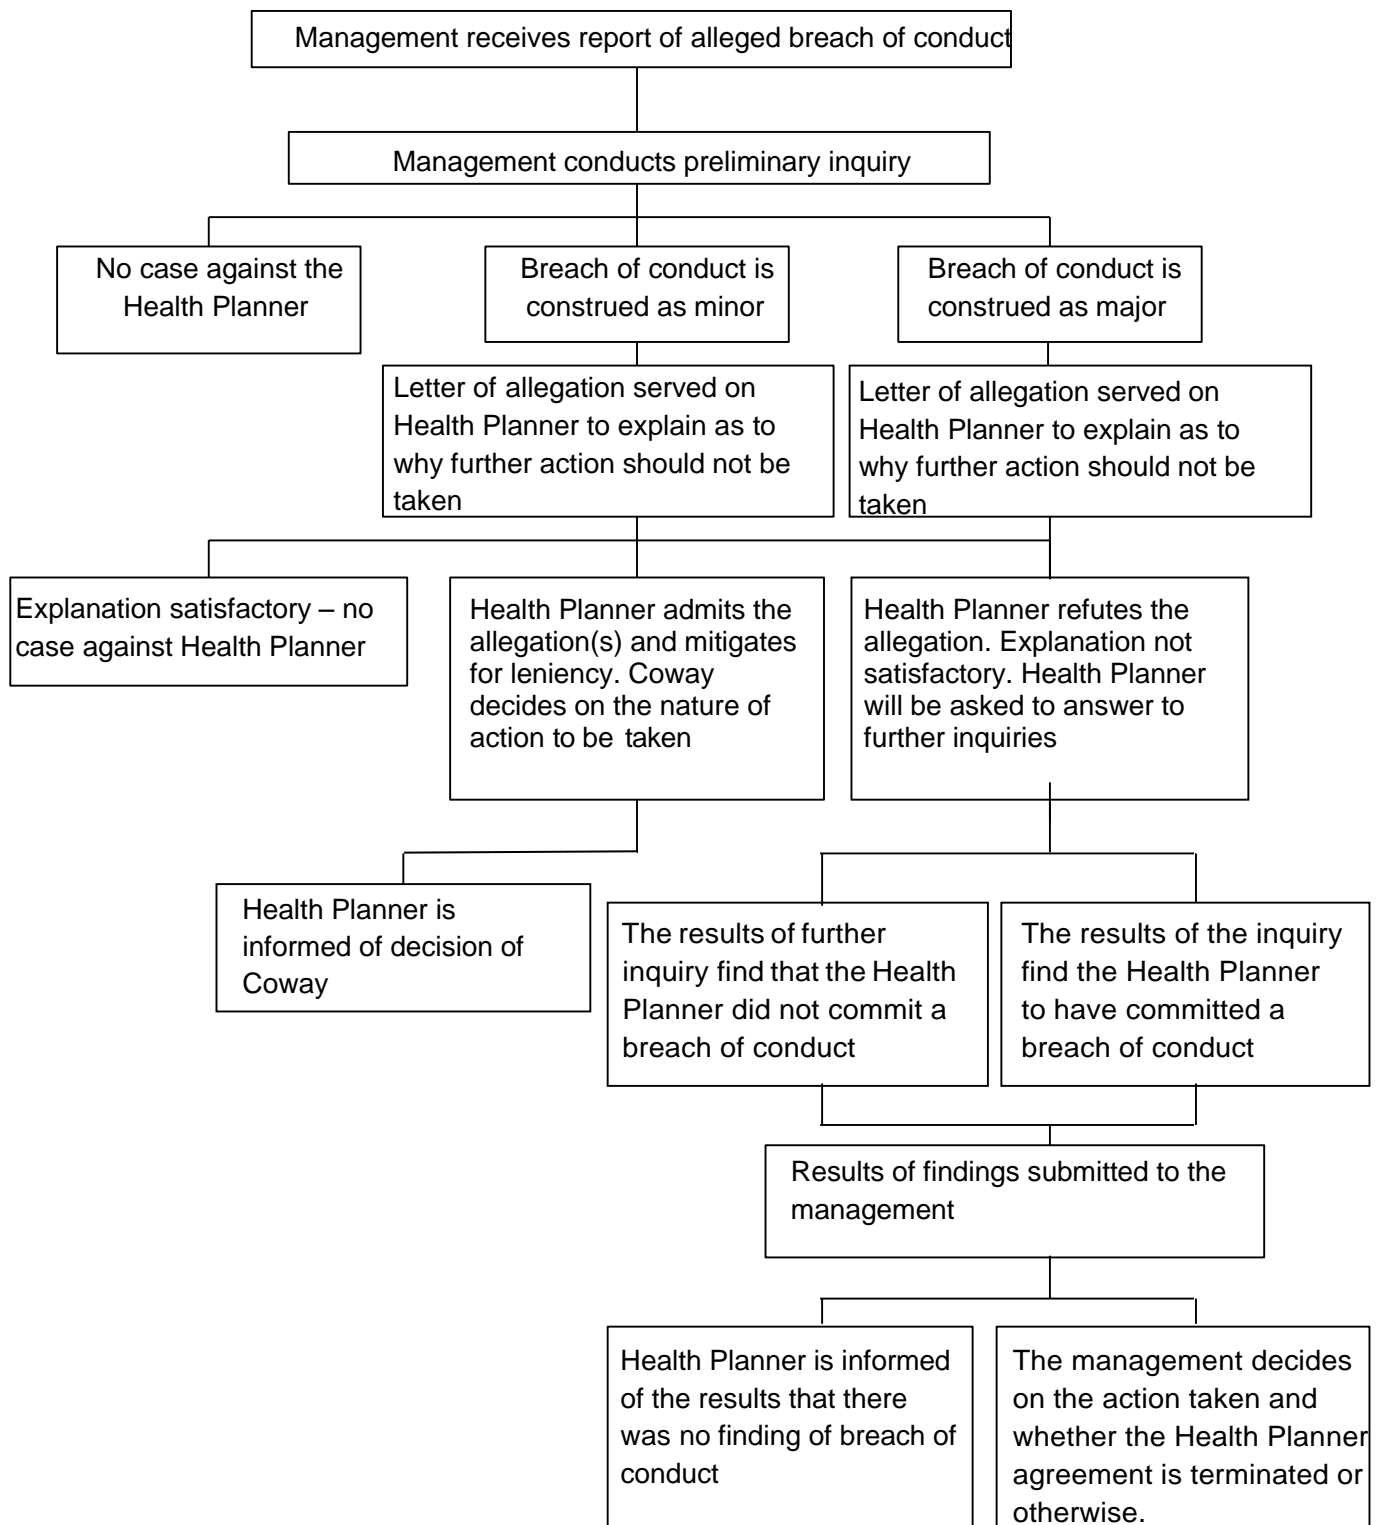 Management receives report of alleged breach of conduct
Management conducts preliminary inquiry
No case against the
Health Planner
Breach of conduct is
construed as minor
Breach of conduct is
construed as major
Letter of allegation served on
Health Planner to explain as to
why further action should not be
taken
Letter of allegation served on
Health Planner to explain as to
why further action should not be
taken
Explanation satisfactory – no
case against Health Planner
Health Planner admits the
allegation(s) and mitigates
for leniency. Coway
decides on the nature of
action to be taken
Health Planner refutes the
allegation. Explanation not
satisfactory. Health Planner
will be asked to answer to
further inquiries
Health Planner is
informed of decision of
Coway
The results of further
inquiry find that the Health
Planner did not commit a
breach of conduct
The results of the inquiry
find the Health Planner
to have committed a
breach of conduct
Results of findings submitted to the
management
Health Planner is informed
of the results that there
was no finding of breach of
conduct
The management decides
on the action taken and
whether the Health Planner
agreement is terminated or
otherwise.